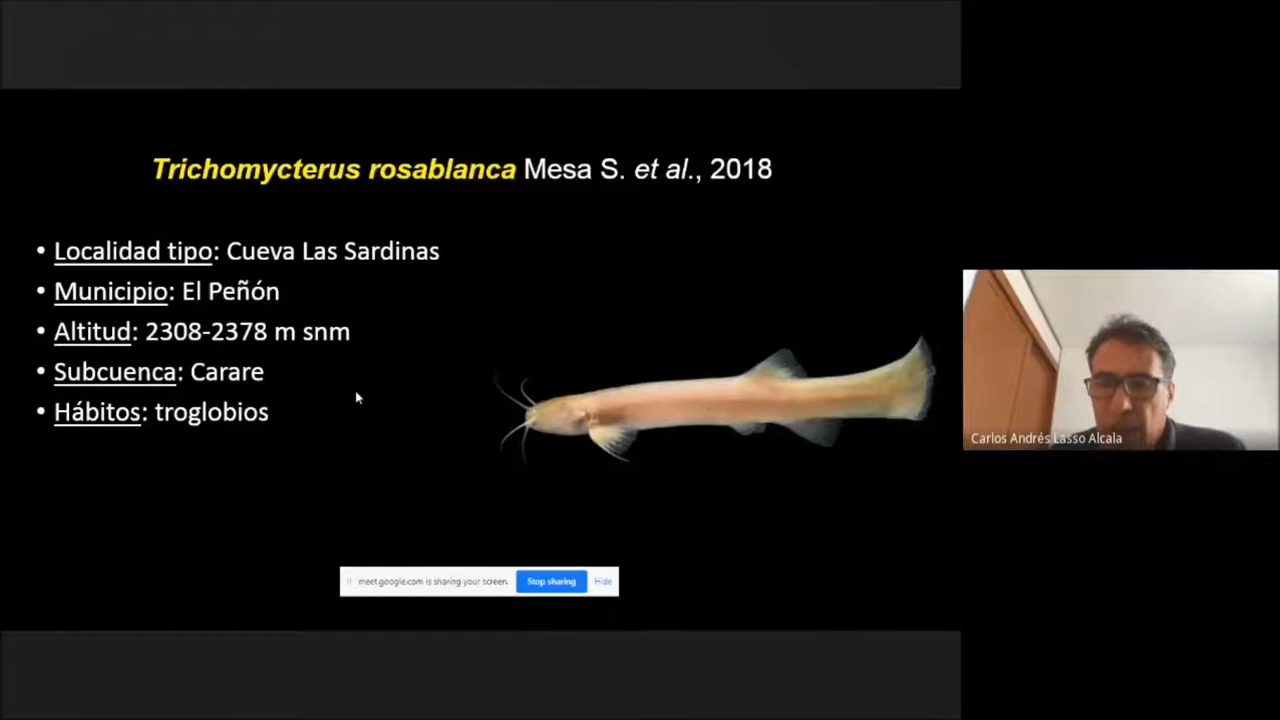 Trichomycterus rosablanca Mesa S. et al., 2018
• Localidad tipo: Cueva Las Sardinas
• Municipio: El Peñón
• Altitud: 2308-2378 m snm
• Subcuenca: Carare
• Hábitos: troglobios
Carlos Andrés Lasso Alcala
meet.google.com is sharing your screen.
Stop sharing
Hide